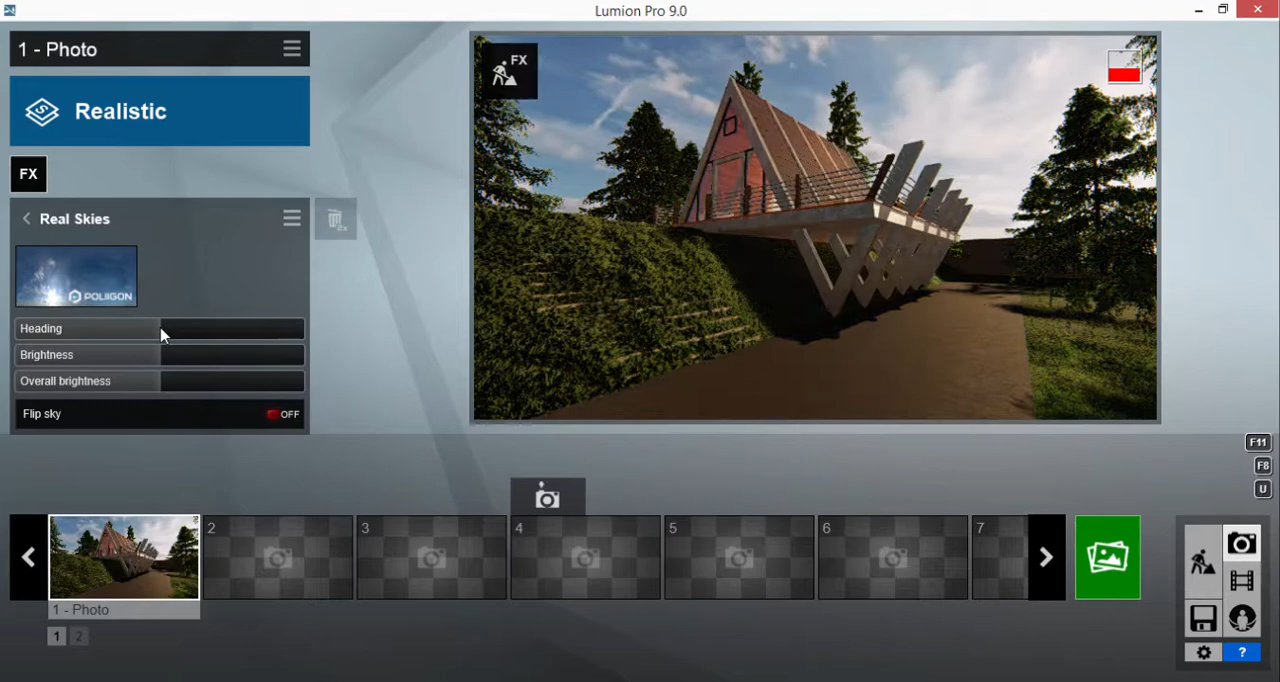 Lumion Pro 9.0
1 - Photo
Realistic
FX
FX
Real Skies
2x
POLIIGON
Heading
Brightness
Overall brightness
Flip sky
OFF
F11
F8
U
2
3
4
5
6
7
1 - Photo
1
2
?